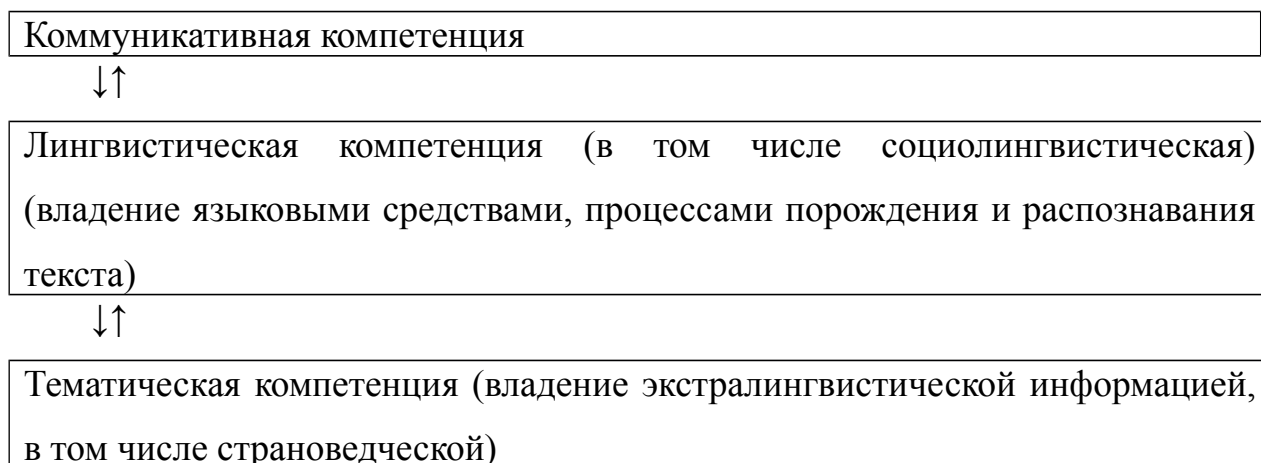 Коммуникативная компетенция
↓↑
Лингвистическая компетенция (в том числе социолингвистическая)
(владение языковыми средствами, процессами порождения и распознавания
текста)
↓↑
Тематическая компетенция (владение экстралингвистической информацией,
в том числе страноведческой)